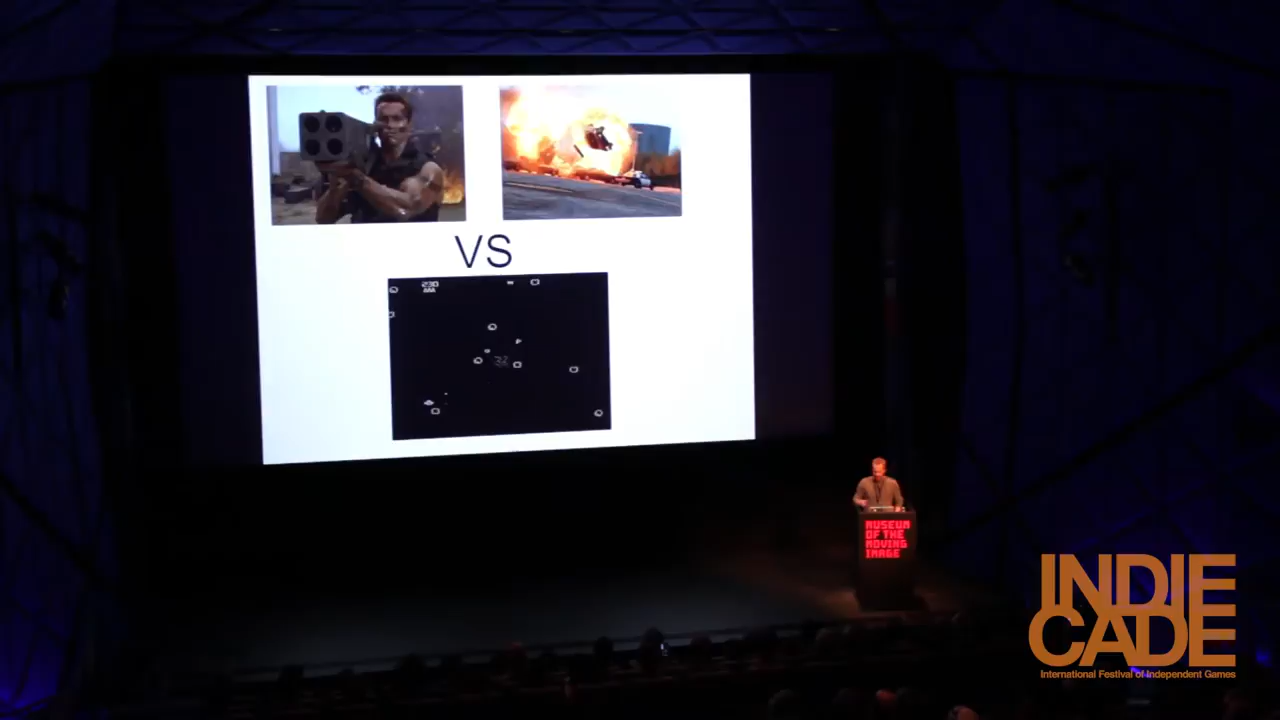 VS
MUSEUM
OF THE
MOVING
IMAGE
INDIE
CADE
International Festival of Independent Games